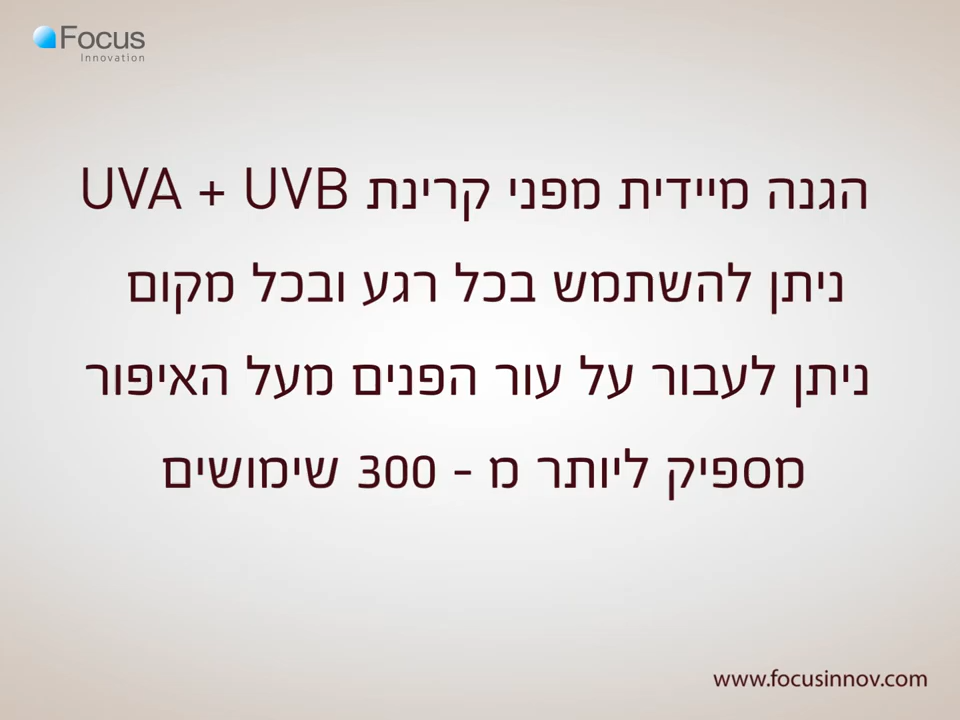 Focus
Innovation
הגנה מיידית מפני קרינת UVA + UVB
ניתן להשתמש בכל רגע ובכל מקום
ניתן לעבור על עור הפנים מעל האיפור
מספיק ליותר מ - 300 שימושים
www.focusinnov.com